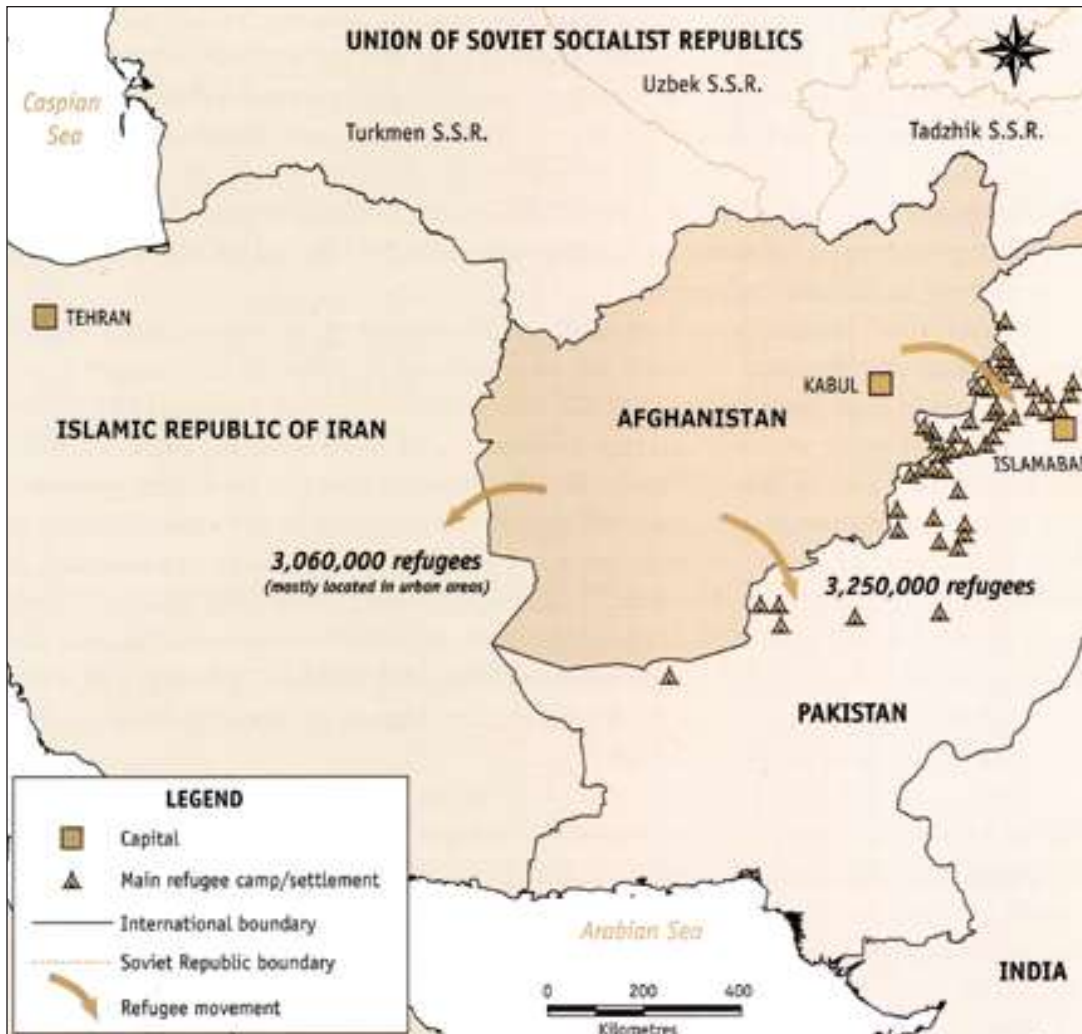 UNION OF SOVIET SOCIALIST REPUBLICS
Uzbek S.S.R.
Caspian
Sea
Turkmen S.S.R.
Tadzhik S.S.R.
TEHRAN
KABUL
ISLAMIC REPUBLIC OF IRAN
AFGHANISTAN
ISLAMABA
3,060,000 refugees
(mostly located in urban areas)
3,250,000 refugees
PAKISTAN
LEGEND
Capital
Main refugee camp/settlement
International boundary
Soviet Republic boundary
Refugee movement
Arabian Sea
INDIA
0 200 400
Kilometres